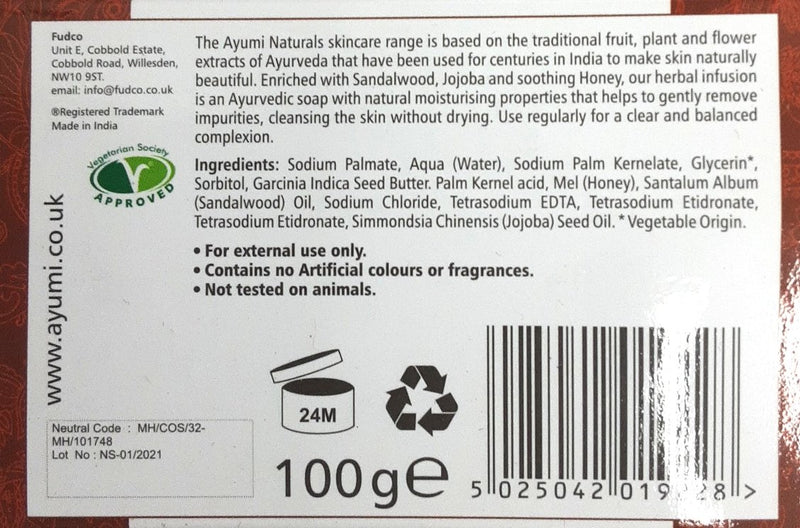 Fudco
Unit E, Cobbold Estate,
Cobbold Road, Willesden,
NW10 9ST.
email: info@fudco.co.uk
®Registered Trademark
Made in India
Vegetarian Society
APPROVED
www.ayumi.co.uk
The Ayumi Naturals skincare range is based on the traditional fruit, plant and flower
extracts of Ayurveda that have been used for centuries in India to make skin naturally
beautiful. Enriched with Sandalwood, Jojoba and soothing Honey, our herbal infusion
is an Ayurvedic soap with natural moisturising properties that helps to gently remove
impurities, cleansing the skin without drying. Use regularly for a clear and balanced
complexion.
Ingredients: Sodium Palmate, Aqua (Water), Sodium Palm Kernelate, Glycerin*,
Sorbitol, Garcinia Indica Seed Butter. Palm Kernel acid, Mel (Honey), Santalum Album
(Sandalwood) Oil, Sodium Chloride, Tetrasodium EDTA, Tetrasodium Etidronate,
Tetrasodium Etidronate, Simmondsia Chinensis (Jojoba) Seed Oil. * Vegetable Origin.
• For external use only.
• Contains no Artificial colours or fragrances.
• Not tested on animals.
24M
Neutral Code : MH/COS/32-
MH/101748
Lot No : NS-01/2021
100g℮
5 025042 019 28 >